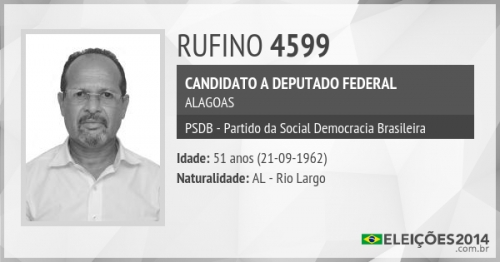 RUFINO 4599
CANDIDATO A DEPUTADO FEDERAL
ALAGOAS
PSDB - Partido da Social Democracia Brasileira
Idade: 51 anos (21-09-1962)
Naturalidade: AL - Rio Largo
ELEIÇÕES2014
.com.br